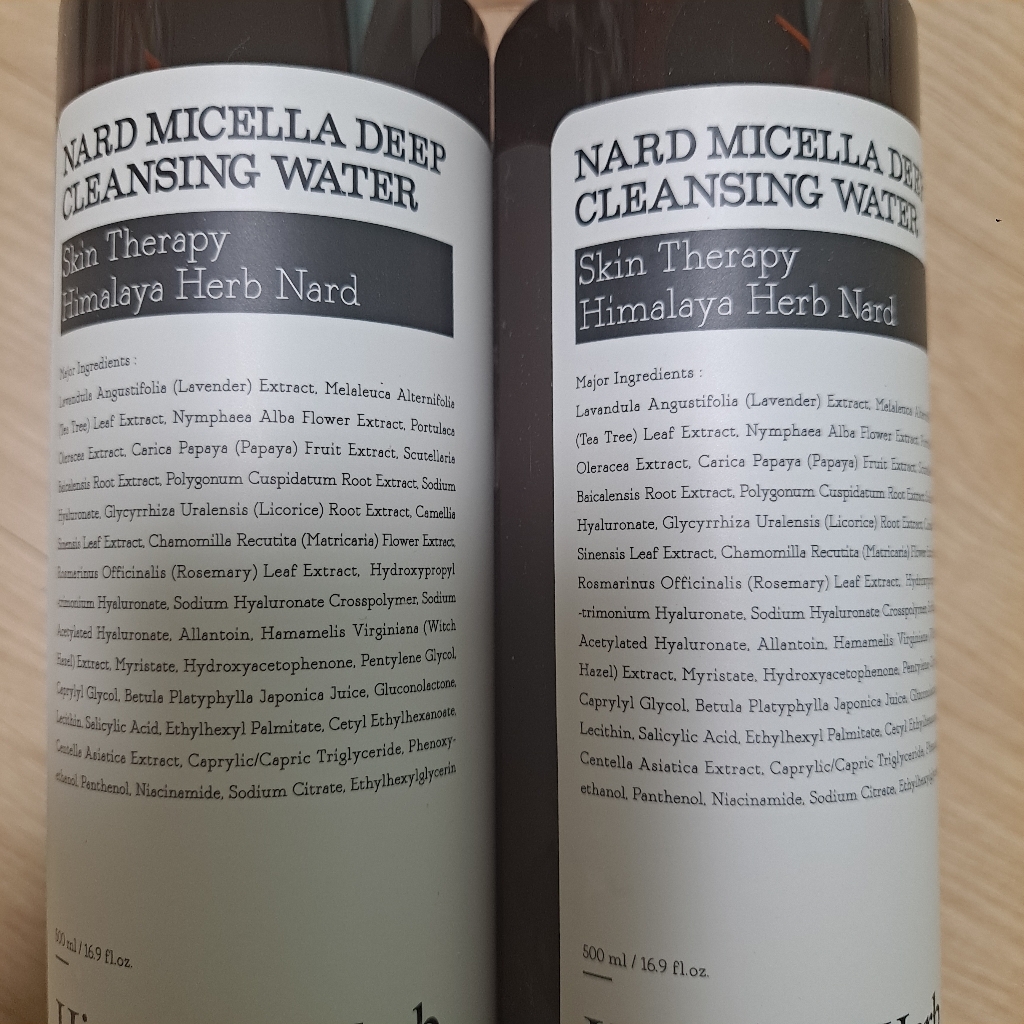 NARD MICELLA DEEP
CLEANSING WATER
Skin Therapy
Himalaya Herb Nard
Major Ingredients :
Lavandula Angustifolia (Lavender) Extract, Melaleuca Alternifolia
(Tea Tree) Leaf Extract, Nymphaea Alba Flower Extract, Portulaca
Oleracea Extract, Carica Papaya (Papaya) Fruit Extract, Scutellaria
Baicalensis Root Extract, Polygonum Cuspidatum Root Extract, Sodium
Hyaluronate, Glycyrrhiza Uralensis (Licorice) Root Extract, Camellia
Sinensis Leaf Extract, Chamomilla Recutita (Matricaria) Flower Extract,
Rosmarinus Officinalis (Rosemary) Leaf Extract, Hydroxypropyl
-trimonium Hyaluronate, Sodium Hyaluronate Crosspolymer, Sodium
Acetylated Hyaluronate, Allantoin, Hamamelis Virginiana (Witch
Hazel) Extract, Myristate, Hydroxyacetophenone, Pentylene Glycol,
Caprylyl Glycol, Betula Platyphylla Japonica Juice, Gluconolactone,
Lecithin, Salicylic Acid, Ethylhexyl Palmitate, Cetyl Ethylhexanoate,
Centella Asiatica Extract, Caprylic/Capric Triglyceride, Phenoxy-
ethanol, Panthenol, Niacinamide, Sodium Citrate, Ethylhexylglycerin
500 ml / 16.9 fl.oz.
NARD MICELLA DEEP
CLEANSING WATER
Skin Therapy
Himalaya Herb Nard
Major Ingredients :
Lavandula Angustifolia (Lavender) Extract, Melaleuca
(Tea Tree) Leaf Extract, Nymphaea Alba Flower Extract,
Oleracea Extract, Carica Papaya (Papaya) Fruit Extract,
Baicalensis Root Extract, Polygonum Cuspidatum Root Extract,
Hyaluronate, Glycyrrhiza Uralensis (Licorice) Root Extract,
Sinensis Leaf Extract, Chamomilla Recutita (Matricaria) Flower
Rosmarinus Officinalis (Rosemary) Leaf Extract,
-trimonium Hyaluronate, Sodium Hyaluronate
Acetylated Hyaluronate, Allantoin, Hamamelis
Hazel) Extract, Myristate, Hydroxyacetophenone,
Caprylyl Glycol, Betula Platyphylla Japonica Juice,
Lecithin, Salicylic Acid, Ethylhexyl Palmitate, Cetyl
Centella Asiatica Extract, Caprylic/Capric Triglyceride,
ethanol, Panthenol, Niacinamide, Sodium Citrate,
500 ml / 16.9 fl.oz.